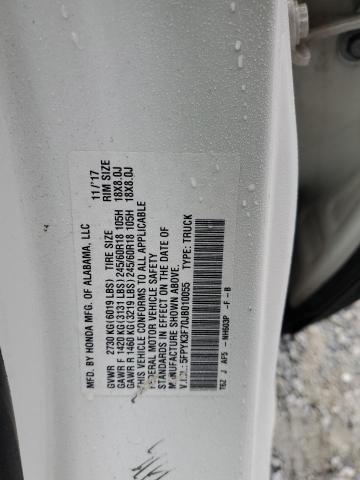 MFD. BY HONDA MFG. OF ALABAMA, LLC 11/'17
GVWR 2730 KG(6019 LBS) TIRE SIZE RIM SIZE
GAWR F 1420 KG(3131 LBS) 245/60R18 105H 18X8.0J
GAWR R 1460 KG(3219 LBS) 245/60R18 105H 18X8.0J
THIS VEHICLE CONFORMS TO ALL APPLICABLE
FEDERAL MOTOR VEHICLE SAFETY
STANDARDS IN EFFECT ON THE DATE OF
MANUFACTURE SHOWN ABOVE.
V.I.N.: 5FPYK3F70JB010055 TYPE: TRUCK
T6Z J AF5 - NH603P - F - B